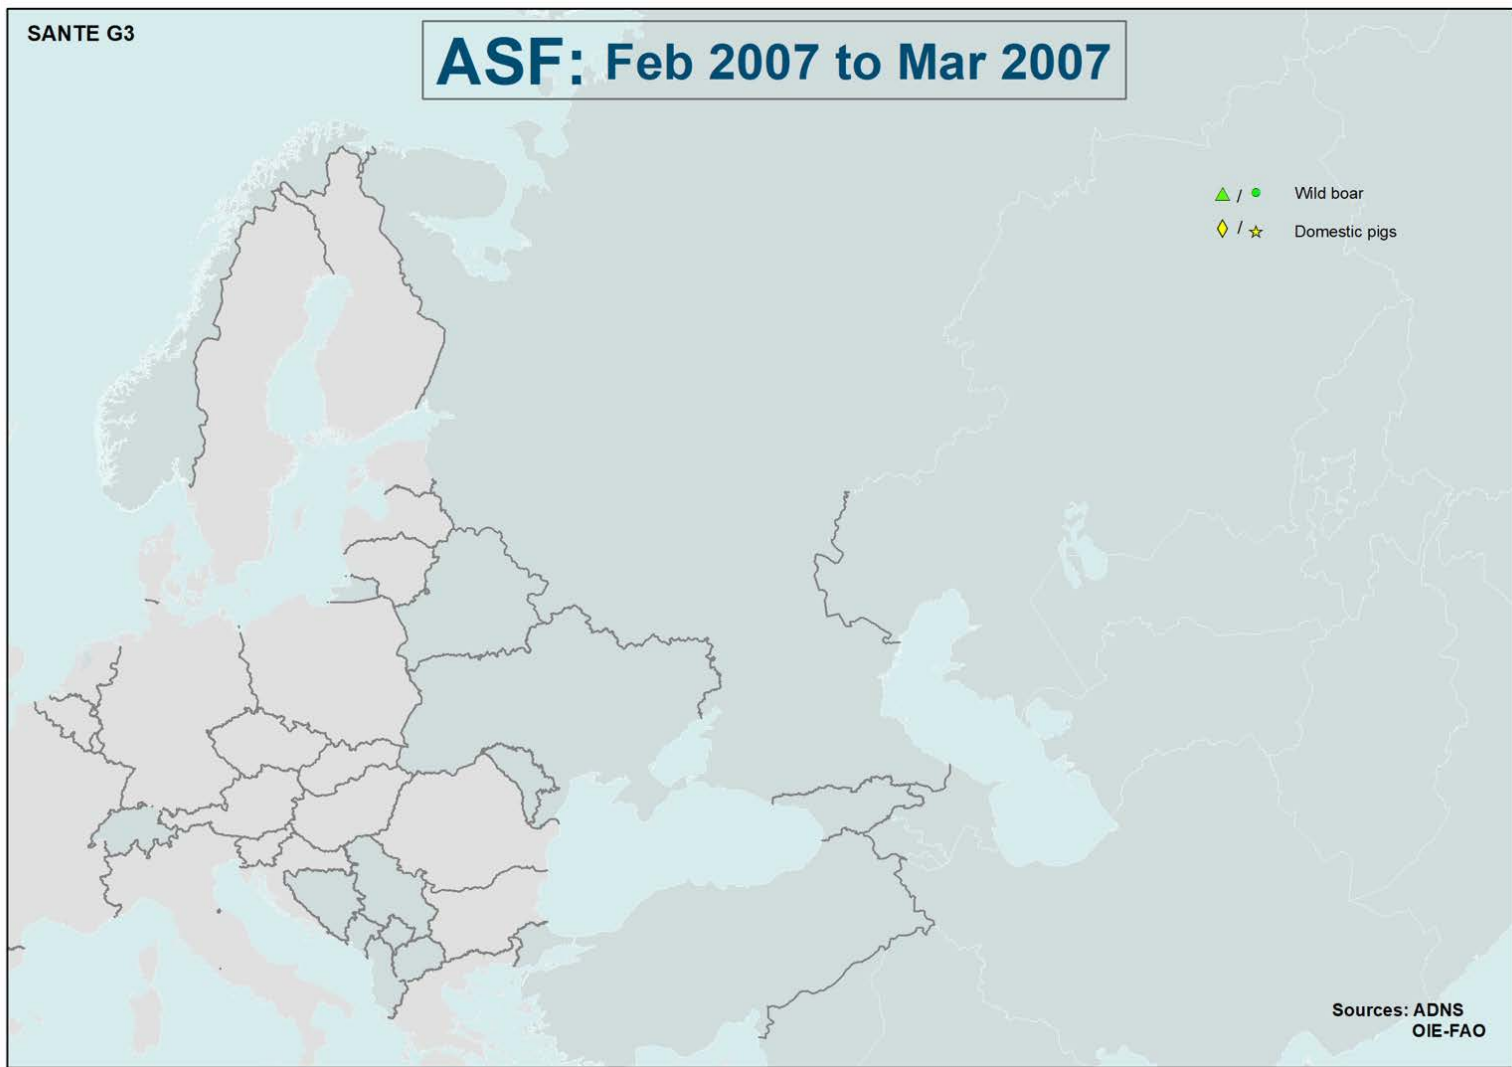 SANTE G3
ASF: Feb 2007 to Mar 2007
/ Wild boar
/ Domestic pigs
Sources: ADNS
OIE-FAO